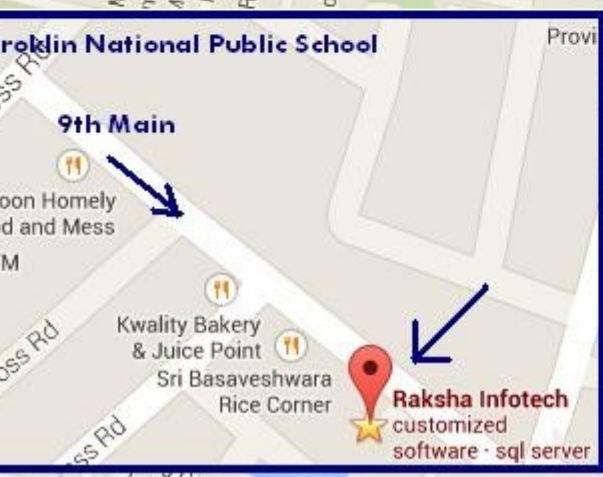 roklin National Public School
Provi
oss Rd
9th Main
oon Homely
d and Mess
M
Kwality Bakery
& Juice Point
Sri Basaveshwara
Rice Corner
oss Rd
Raksha Infotech
customized
software · sql server
ss Rd